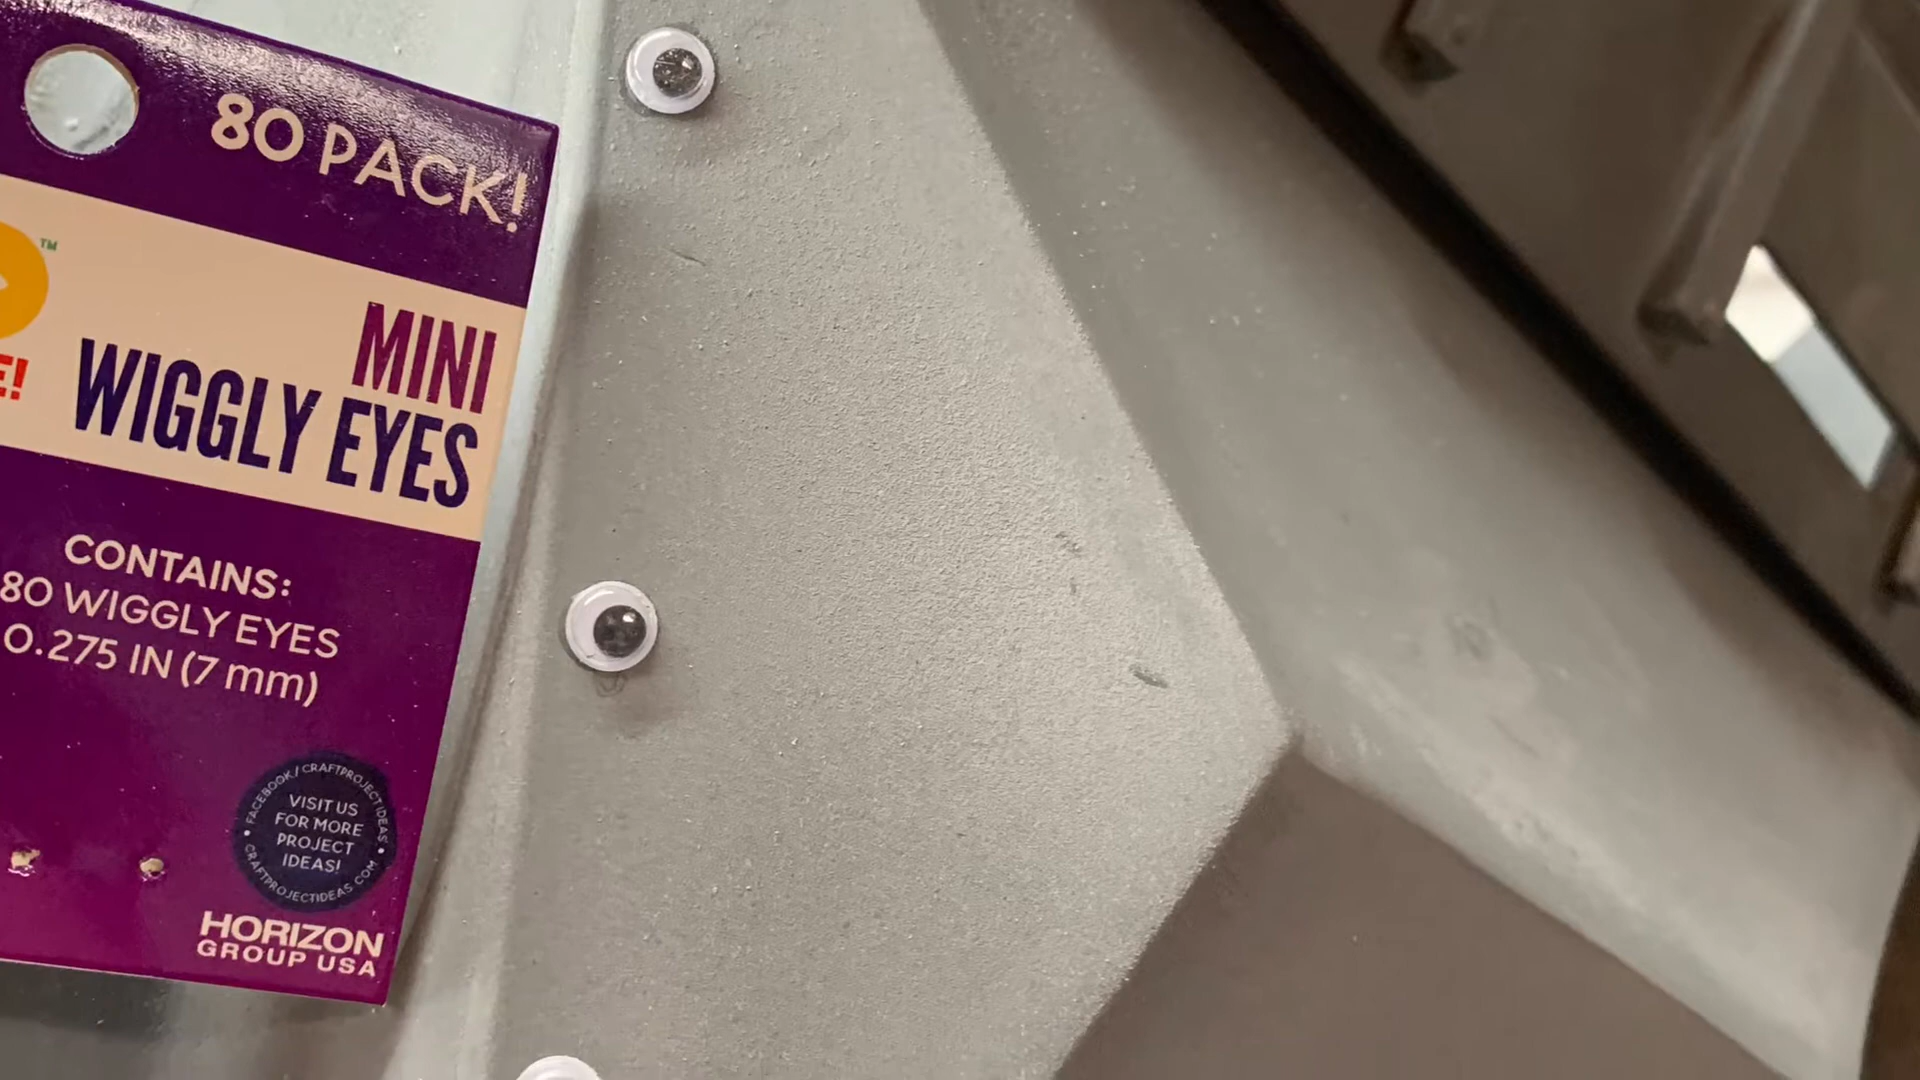 80 PACK!
™
E!
MINI
WIGGLY EYES
CONTAINS:
80 WIGGLY EYES
0.275 IN (7 mm)
FACEBOOK/CRAFTPROJECTIDEAS
VISIT US
FOR MORE
PROJECT
IDEAS!
CRAFTPROJECTIDEAS.COM
HORIZON
GROUP USA